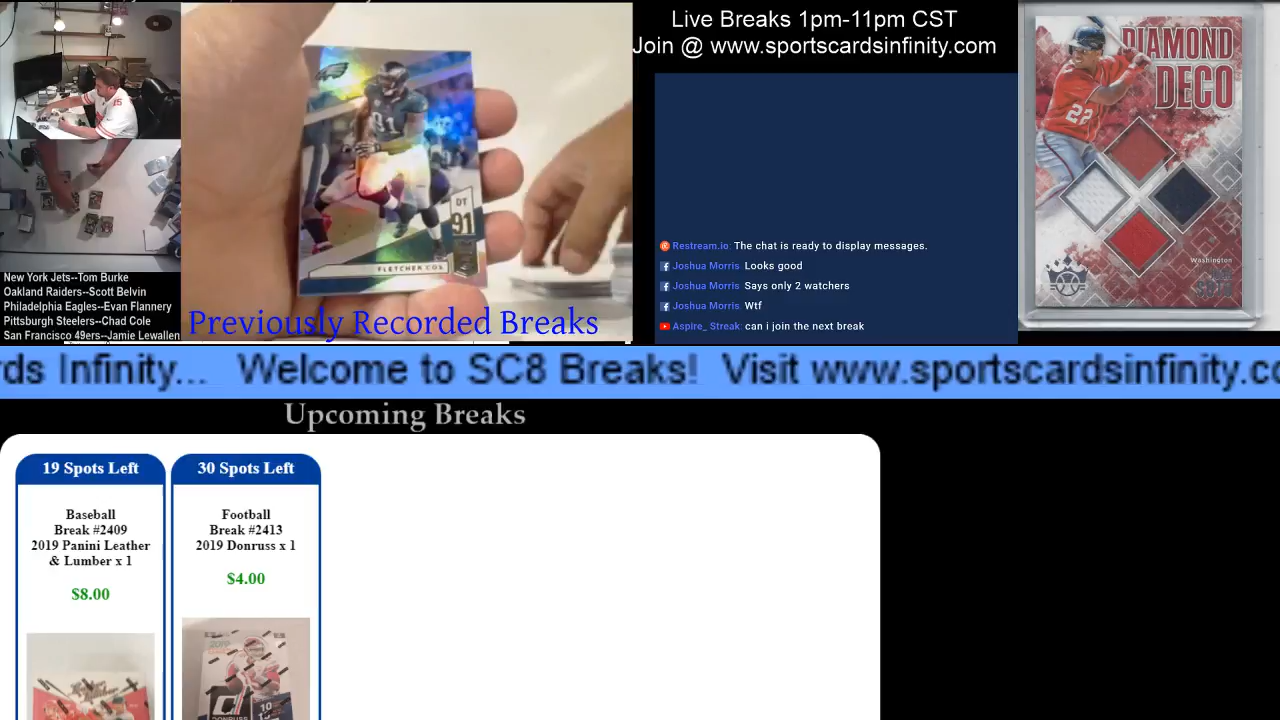 Live Breaks 1pm-11pm CST
Join @ www.sportscardsinfinity.com
DIAMOND
DECO
22
Washington
91
DT
91
FLETCHER COX
Previously Recorded Breaks
New York Jets--Tom Burke
Oakland Raiders--Scott Belvin
Philadelphia Eagles--Evan Flannery
Pittsburgh Steelers--Chad Cole
San Francisco 49ers--Jamie Lewallen
Restream.io: The chat is ready to display messages.
Joshua Morris Looks good
Joshua Morris Says only 2 watchers
Joshua Morris Wtf
Aspire_ Streak: can i join the next break
ds Infinity... Welcome to SC8 Breaks! Visit www.sportscardsinfinity.co
Upcoming Breaks
19 Spots Left
Baseball
Break #2409
2019 Panini Leather
& Lumber x 1
$8.00
30 Spots Left
Football
Break #2413
2019 Donruss x 1
$4.00
DONRUSS
10